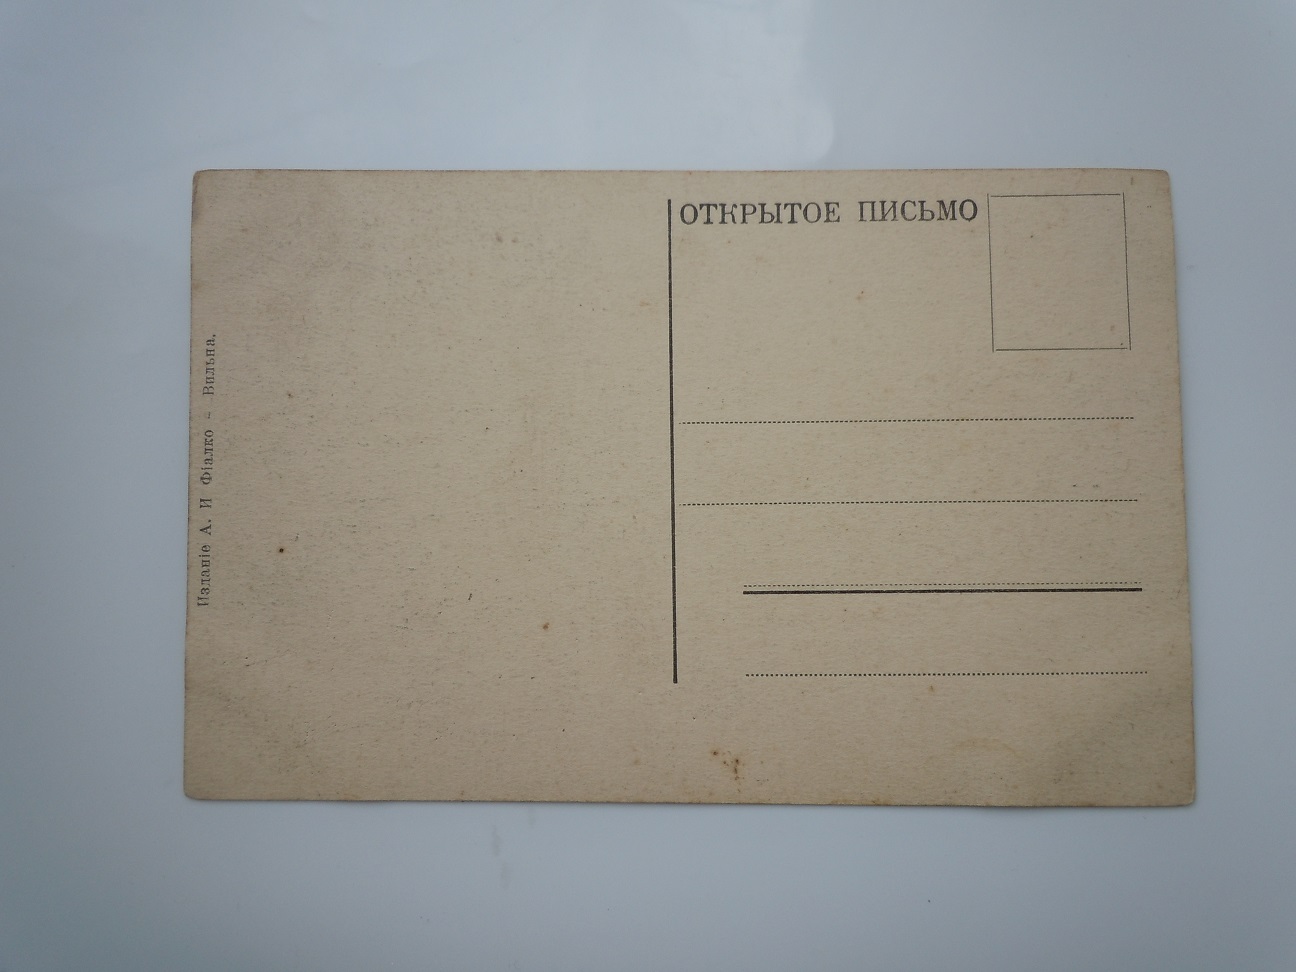 ОТКРЫТОЕ ПИСЬМО
Изданіе А. И Фіалко - Вильна.